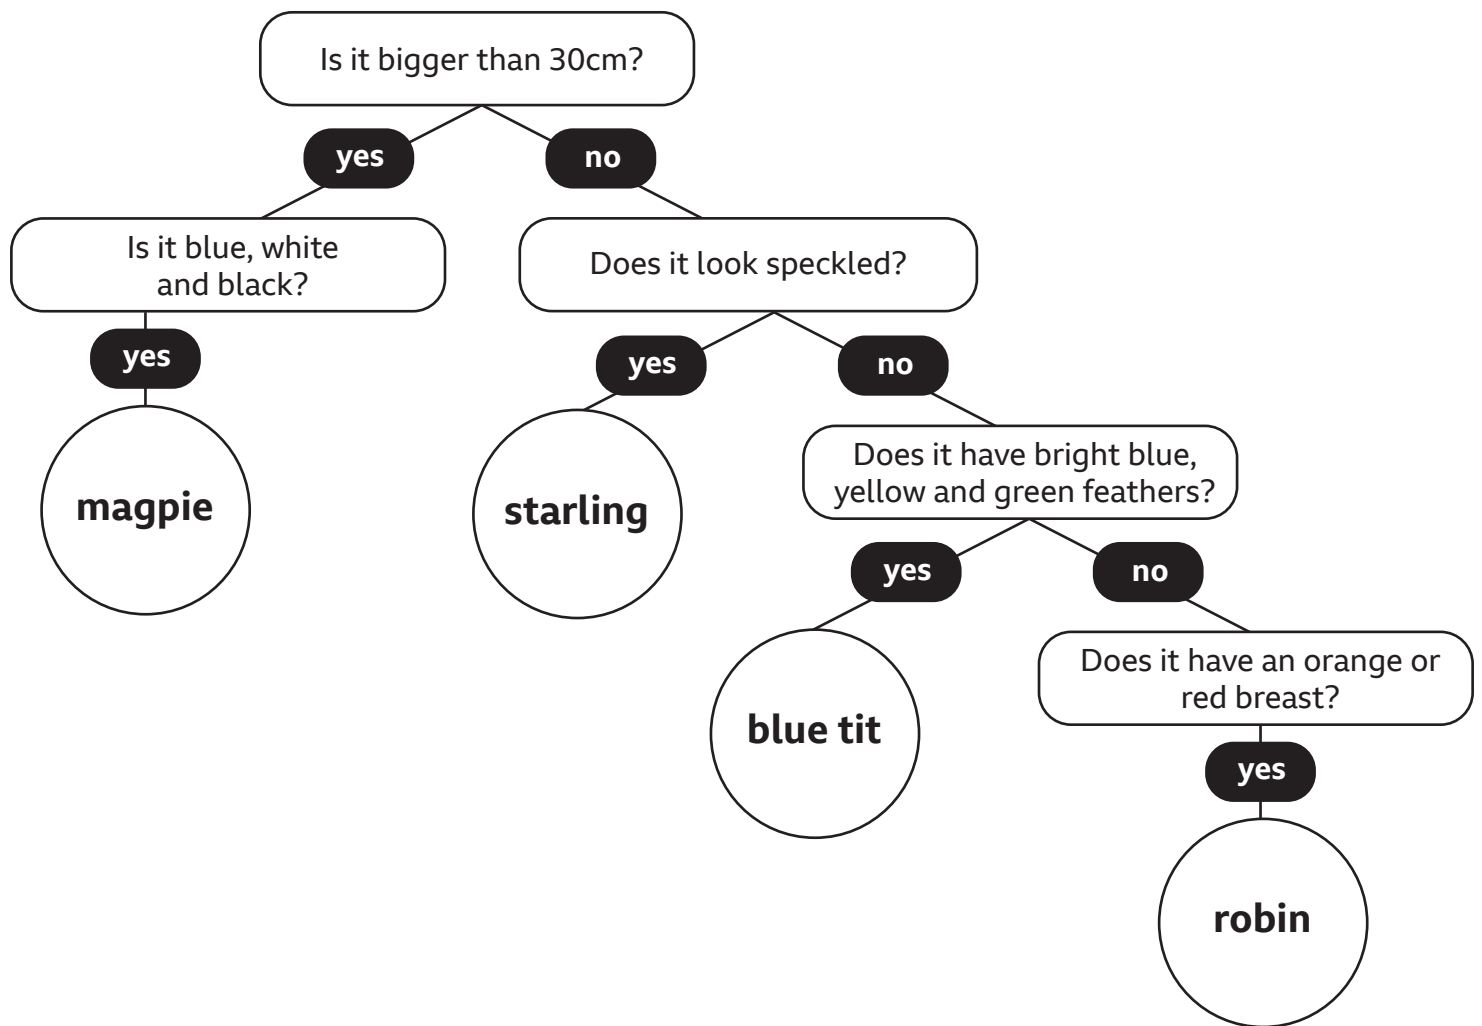 Is it bigger than 30cm?
yes
no
Is it blue, white
and black?
Does it look speckled?
yes
yes
no
magpie
starling
Does it have bright blue,
yellow and green feathers?
yes
no
blue tit
Does it have an orange or
red breast?
yes
robin